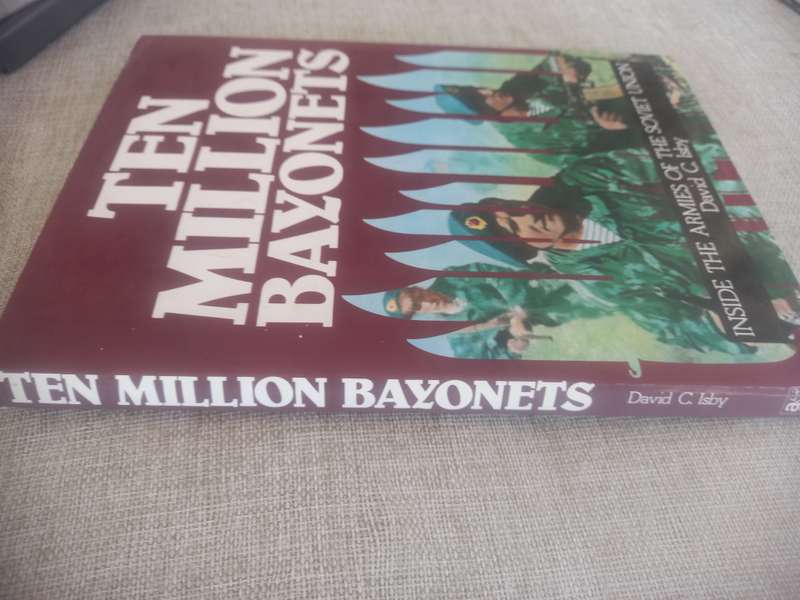 TEN
MILLION
BAYONETS
INSIDE THE ARMIES OF THE SOVIET UNION
David C. Isby
TEN MILLION BAYONETS
David C. Isby